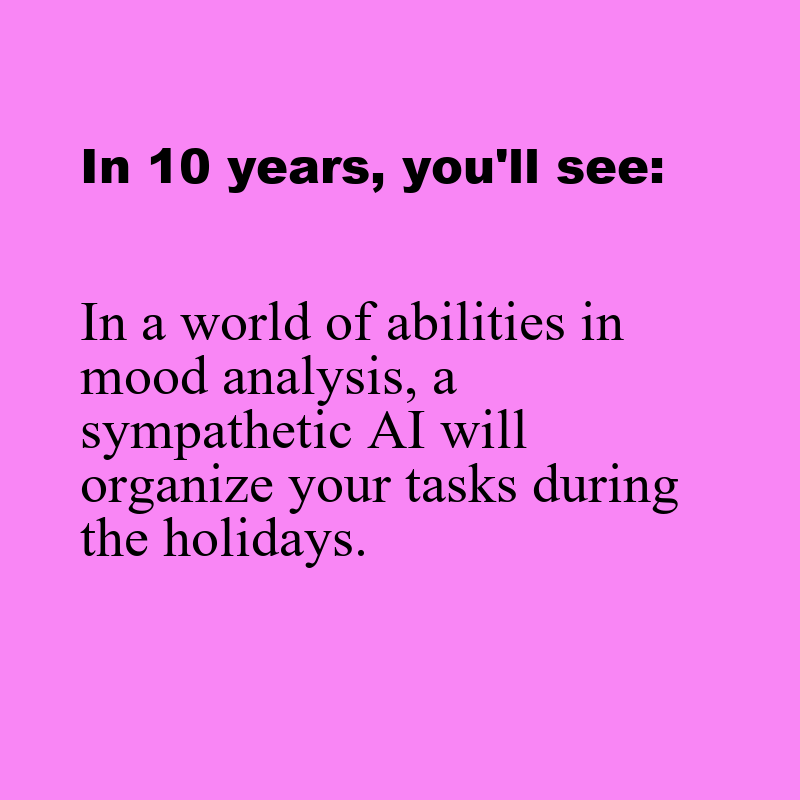 In 10 years, you'll see:
In a world of abilities in
mood analysis, a
sympathetic AI will
organize your tasks during
the holidays.